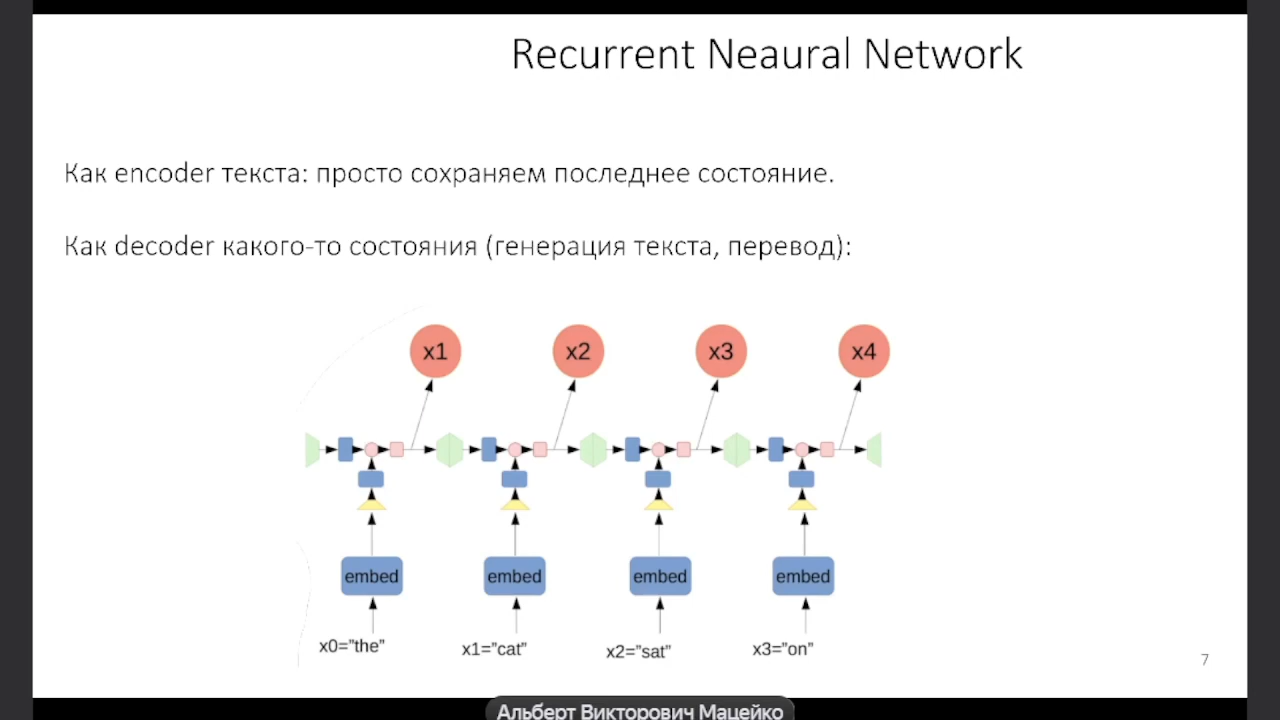 Recurrent Neaural Network
Как encoder текста: просто сохраняем последнее состояние.
Как decoder какого-то состояния (генерация текста, перевод):
x1 x2 x3 x4
embed embed embed embed
x0="the" x1="cat" x2="sat" x3="on"
7
Альберт Викторович Мацейко